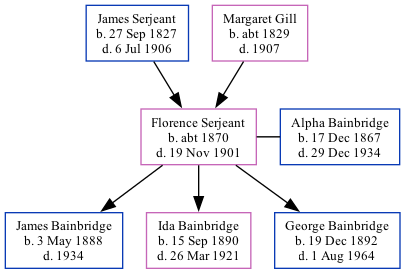 James Serjeant
b. 27 Sep 1827
d. 6 Jul 1906
Margaret Gill
b. abt 1829
d. 1907
Florence Serjeant
b. abt 1870
d. 19 Nov 1901
Alpha Bainbridge
b. 17 Dec 1867
d. 29 Dec 1934
James Bainbridge
b. 3 May 1888
d. 1934
Ida Bainbridge
b. 15 Sep 1890
d. 26 Mar 1921
George Bainbridge
b. 19 Dec 1892
d. 1 Aug 1964